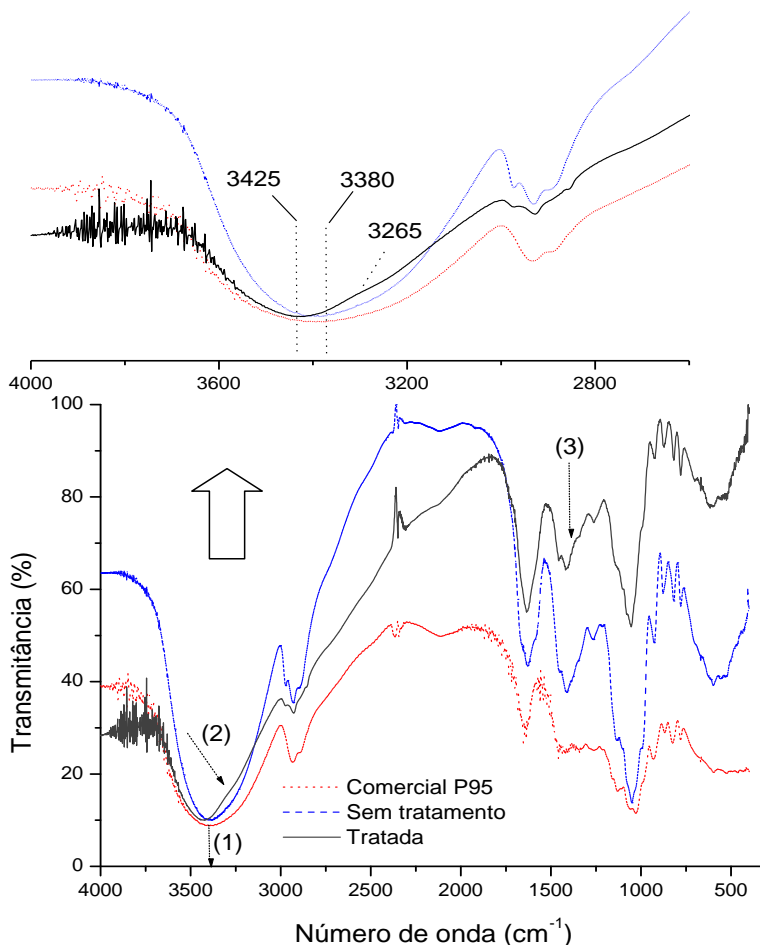 3425
3380
3265
4000 3600 3200 2800
100
80
60
40
20
0
Transmitância (%)
(3)
(2)
(1)
Comercial P95
Sem tratamento
Tratada
4000 3500 3000 2500 2000 1500 1000 500
Número de onda (cm⁻¹)